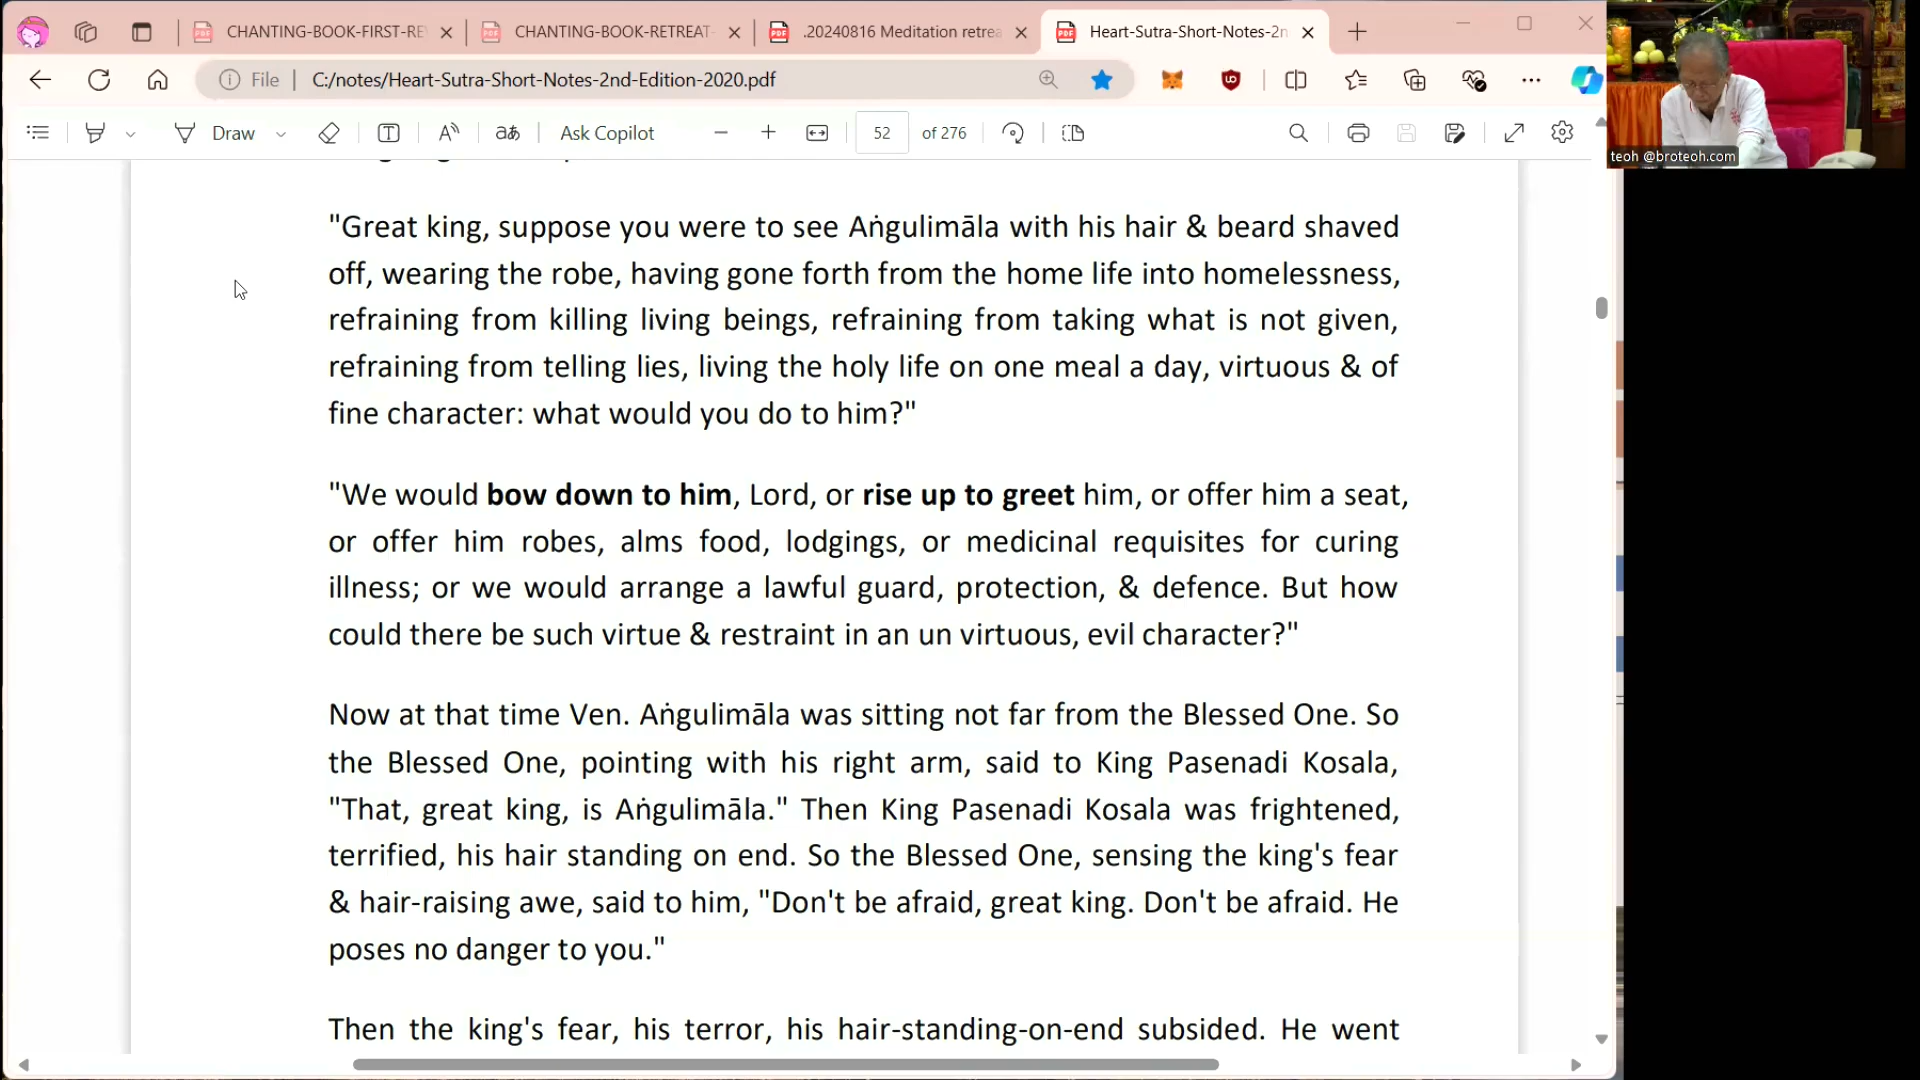 CHANTING-BOOK-FIRST-RE
CHANTING-BOOK-RETREAT-
.20240816 Meditation retrea
Heart-Sutra-Short-Notes-2n
File
C:/notes/Heart-Sutra-Short-Notes-2nd-Edition-2020.pdf
Draw
Ask Copilot
52 of 276
teoh @broteoh.com
"Great king, suppose you were to see Aṅgulimāla with his hair & beard shaved
off, wearing the robe, having gone forth from the home life into homelessness,
refraining from killing living beings, refraining from taking what is not given,
refraining from telling lies, living the holy life on one meal a day, virtuous & of
fine character: what would you do to him?"
"We would bow down to him, Lord, or rise up to greet him, or offer him a seat,
or offer him robes, alms food, lodgings, or medicinal requisites for curing
illness; or we would arrange a lawful guard, protection, & defence. But how
could there be such virtue & restraint in an un virtuous, evil character?"
Now at that time Ven. Aṅgulimāla was sitting not far from the Blessed One. So
the Blessed One, pointing with his right arm, said to King Pasenadi Kosala,
"That, great king, is Aṅgulimāla." Then King Pasenadi Kosala was frightened,
terrified, his hair standing on end. So the Blessed One, sensing the king's fear
& hair-raising awe, said to him, "Don't be afraid, great king. Don't be afraid. He
poses no danger to you."
Then the king's fear, his terror, his hair-standing-on-end subsided. He went